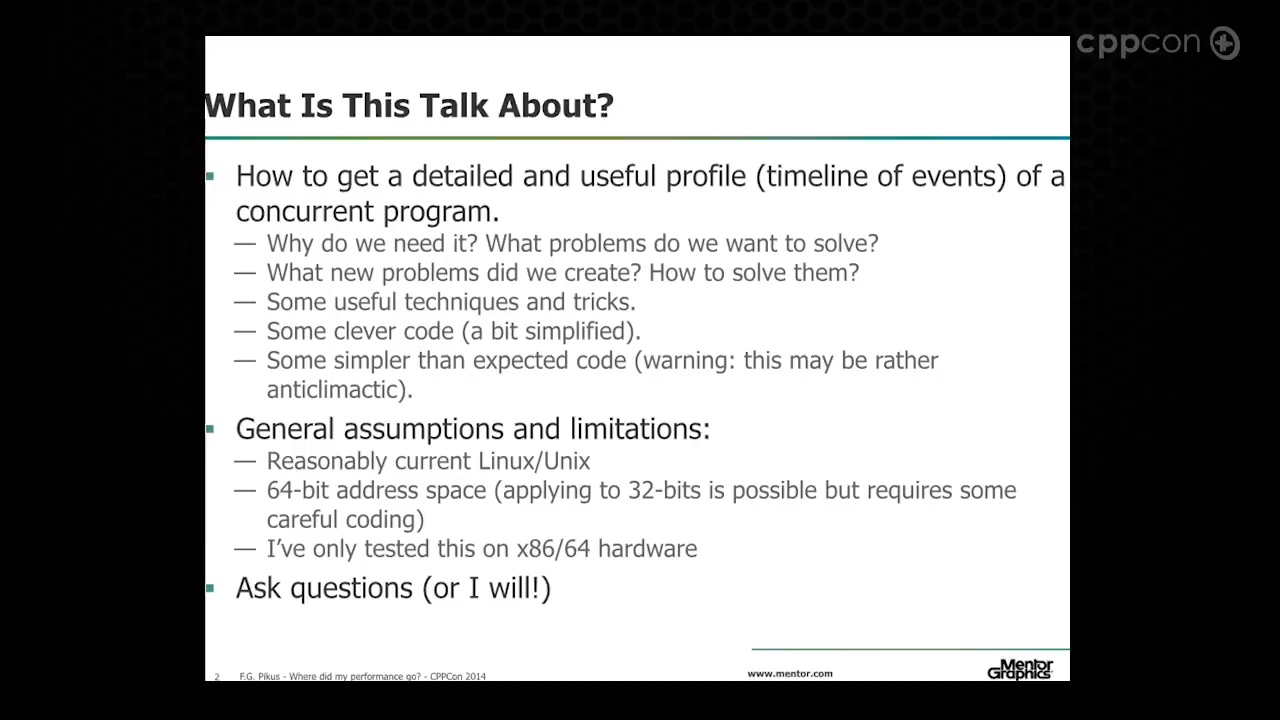 cppcon
What Is This Talk About?
▪ How to get a detailed and useful profile (timeline of events) of a
concurrent program.
— Why do we need it? What problems do we want to solve?
— What new problems did we create? How to solve them?
— Some useful techniques and tricks.
— Some clever code (a bit simplified).
— Some simpler than expected code (warning: this may be rather
anticlimactic).
▪ General assumptions and limitations:
— Reasonably current Linux/Unix
— 64-bit address space (applying to 32-bits is possible but requires some
careful coding)
— I’ve only tested this on x86/64 hardware
▪ Ask questions (or I will!)
2 F.G. Pikus - Where did my performance go? - CPPCon 2014
www.mentor.com
Mentor
Graphics